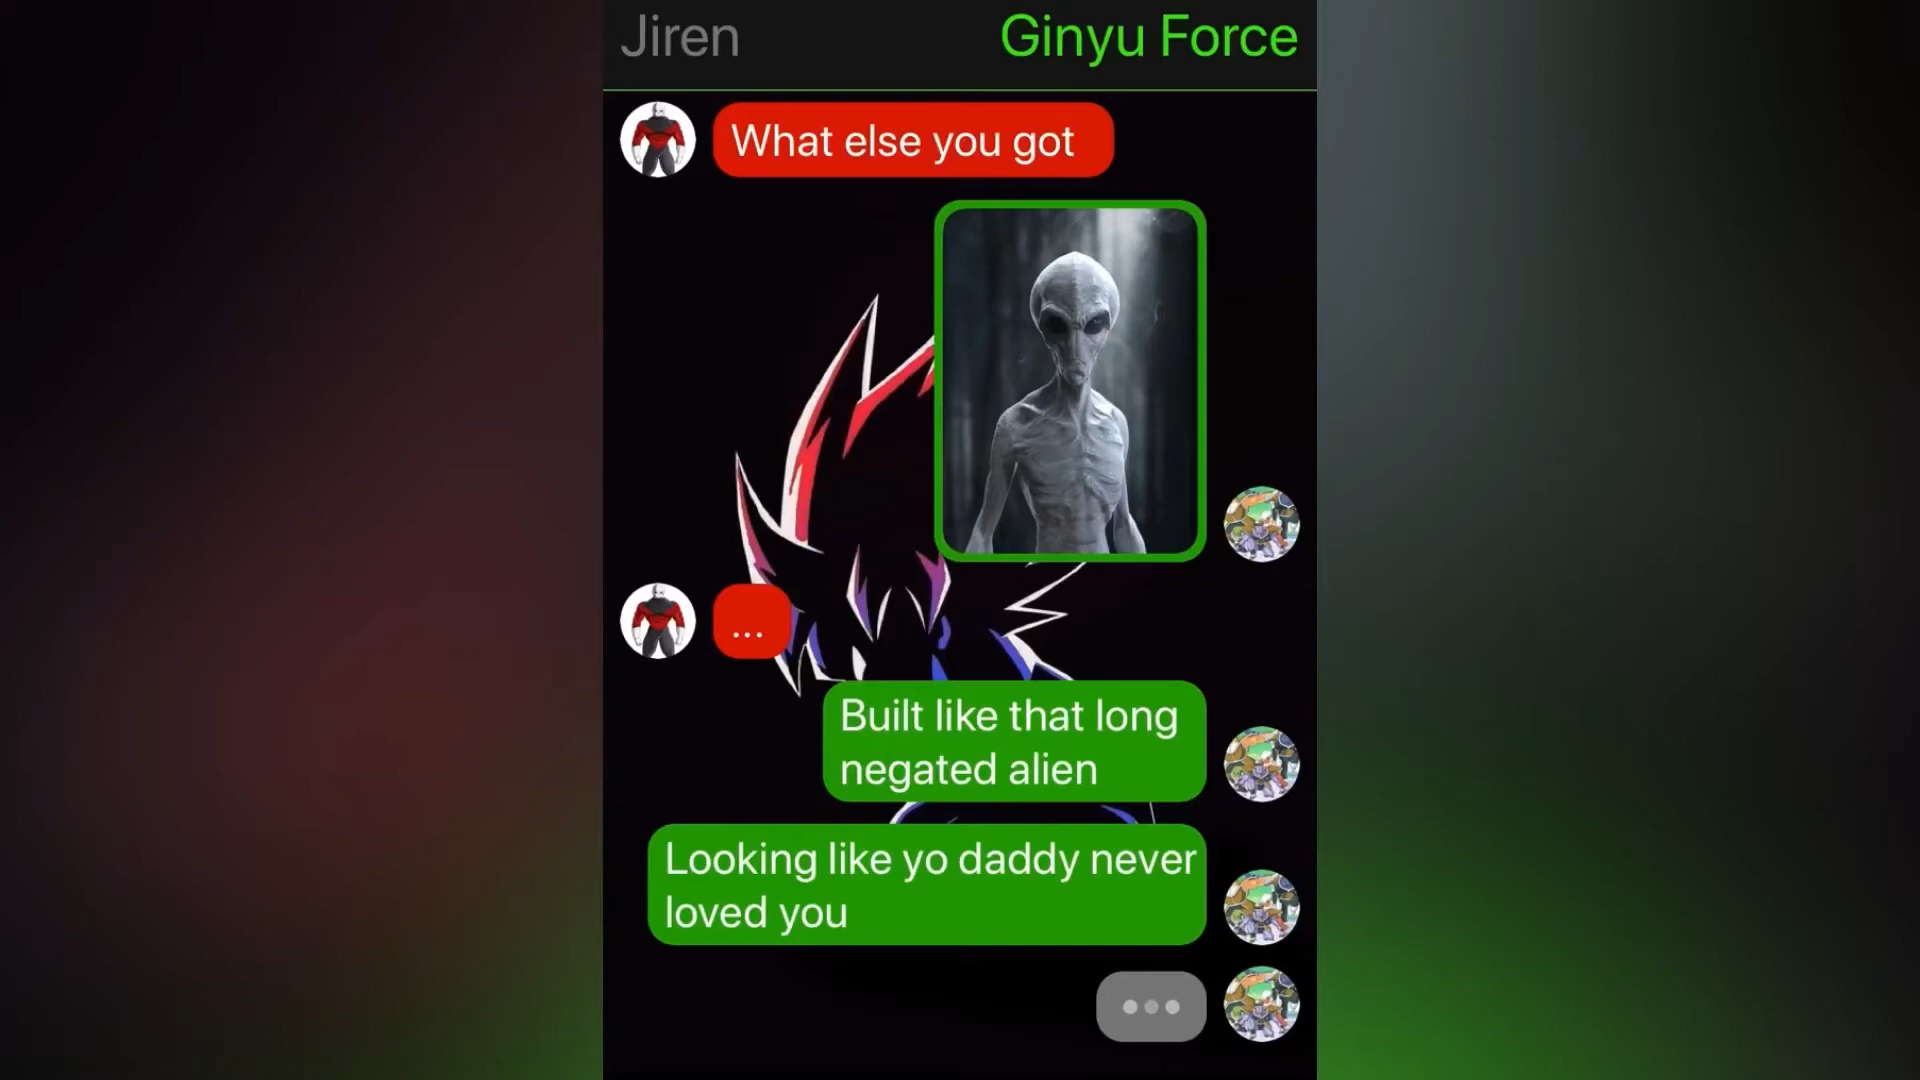 Jiren
Ginyu Force
What else you got
...
Built like that long
negated alien
Looking like yo daddy never
loved you